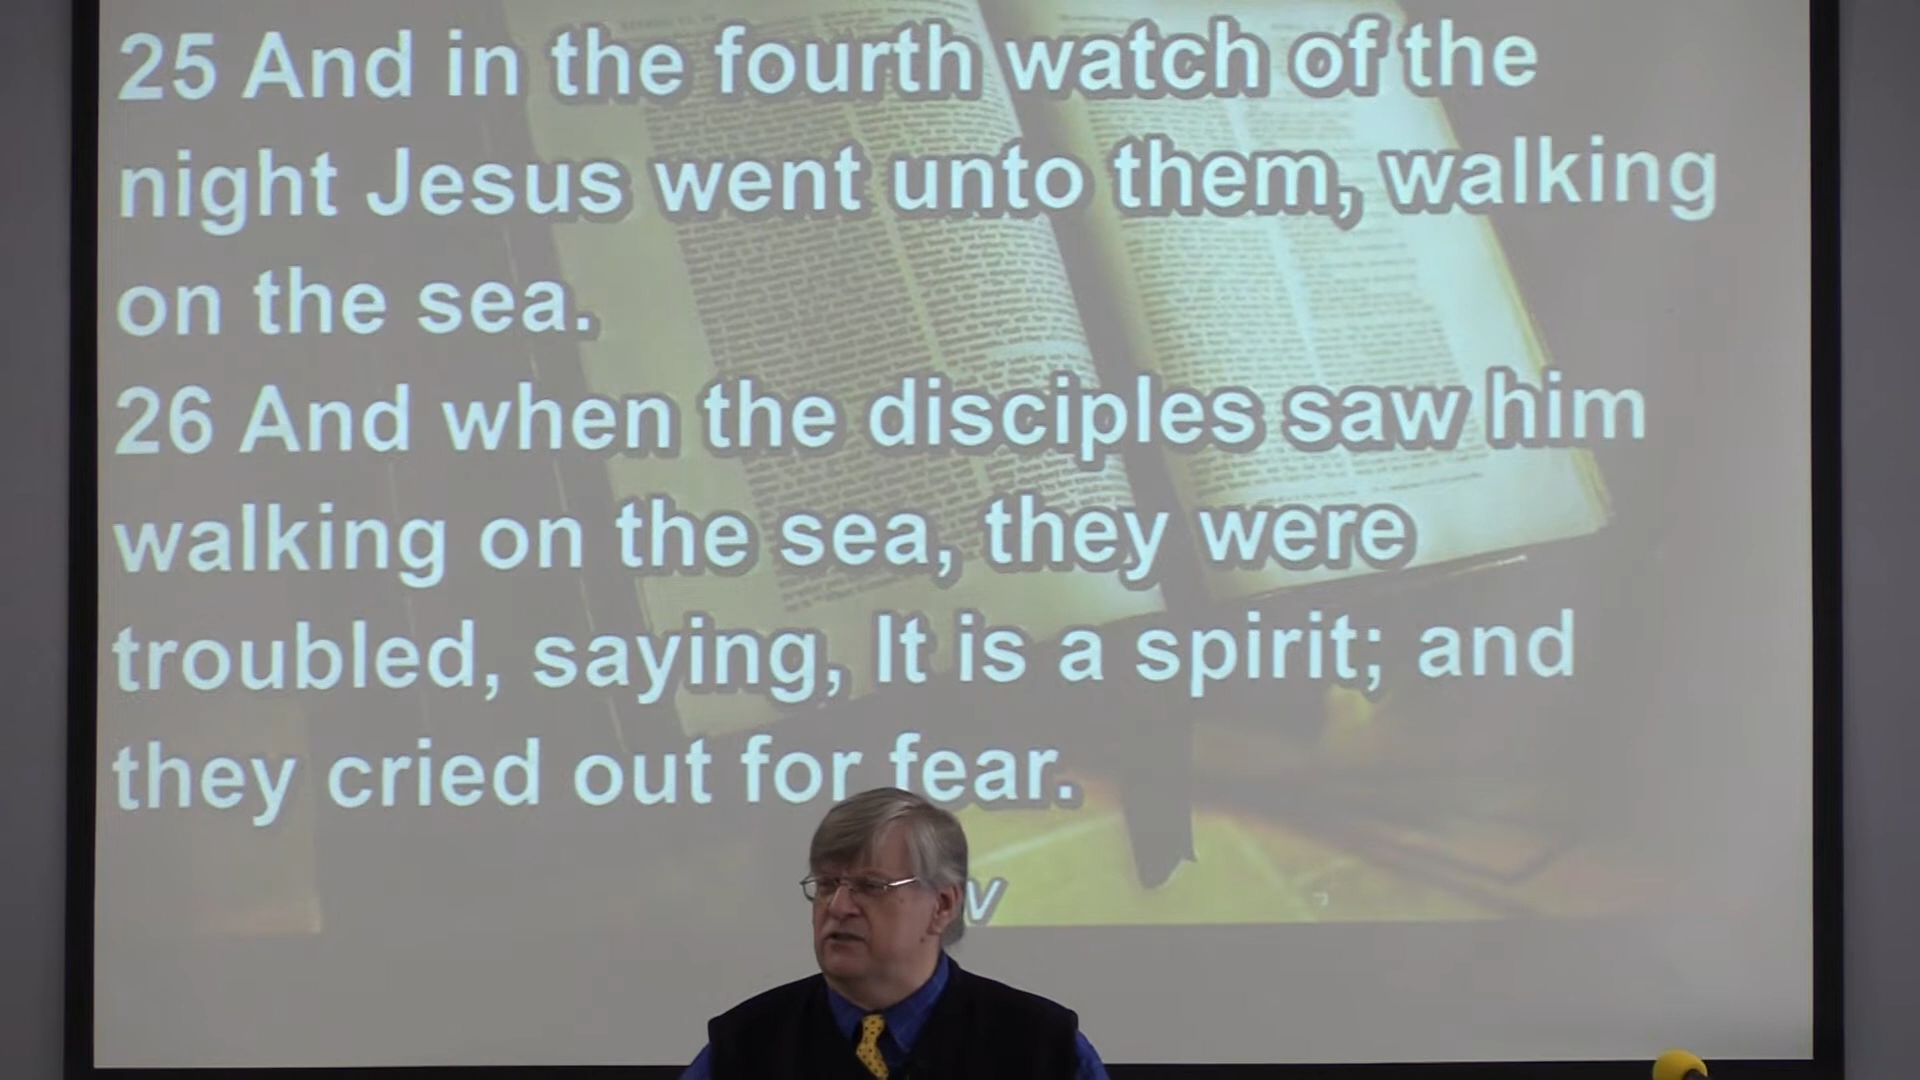 25 And in the fourth watch of the
night Jesus went unto them, walking
on the sea.
26 And when the disciples saw him
walking on the sea, they were
troubled, saying, It is a spirit; and
they cried out for fear.
v